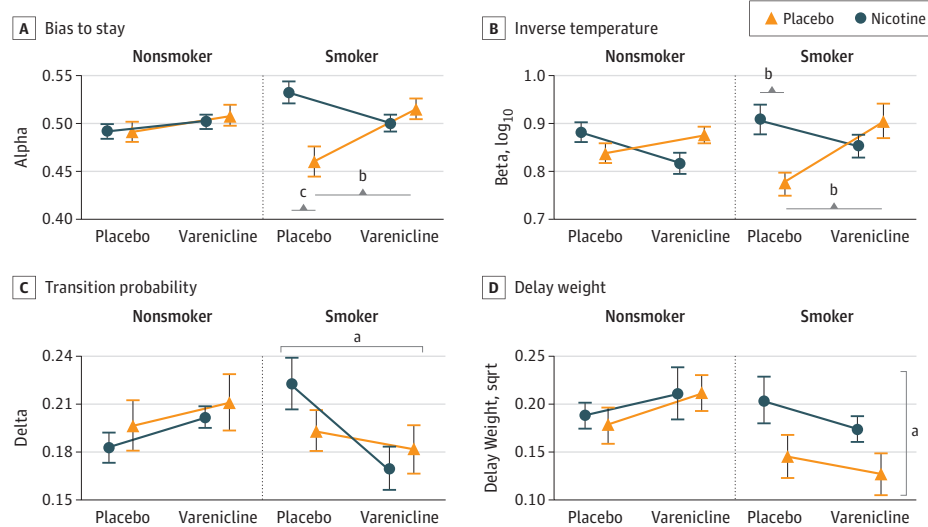 Placebo Nicotine
A Bias to stay
Nonsmoker Smoker
0.55
0.50
0.45
0.40
Alpha
b
c
Placebo Varenicline Placebo Varenicline
B Inverse temperature
Nonsmoker Smoker
1.0
0.9
0.8
0.7
Beta, log10
b
b
Placebo Varenicline Placebo Varenicline
C Transition probability
Nonsmoker Smoker
0.24
0.21
0.18
0.15
Delta
a
Placebo Varenicline Placebo Varenicline
D Delay weight
Nonsmoker Smoker
0.25
0.20
0.15
0.10
Delay Weight, sqrt
a
Placebo Varenicline Placebo Varenicline